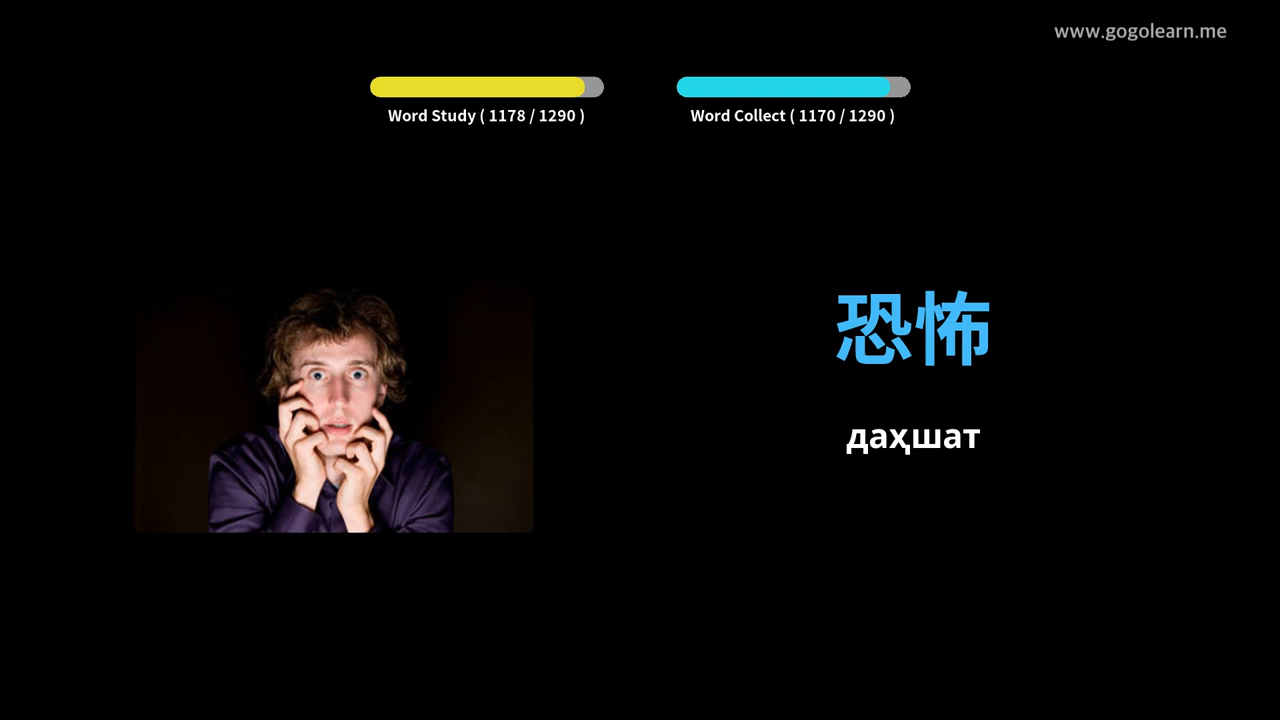 www.gogolearn.me
Word Study ( 1178 / 1290 )
Word Collect ( 1170 / 1290 )
恐怖
даҳшат